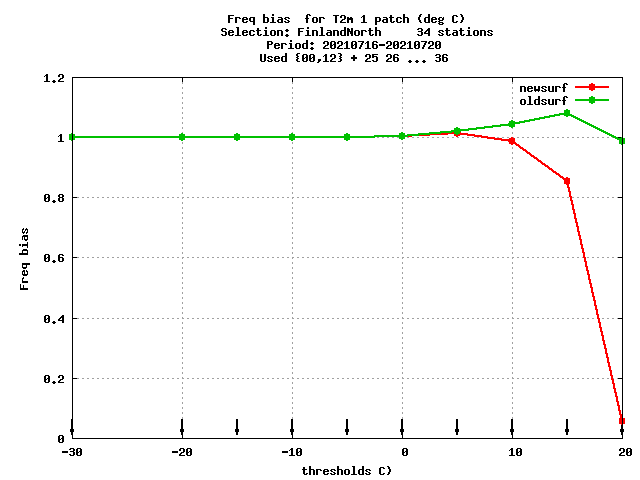 Freq bias  for T2m 1 patch (deg C)
Selection: FinlandNorth     34 stations
Period: 20210716-20210720
Used {00,12} + 25 26 ... 36
newsurf
oldsurf
1.2
1
0.8
0.6
0.4
0.2
0
Freq bias
-30
-20
-10
0
10
20
thresholds C)